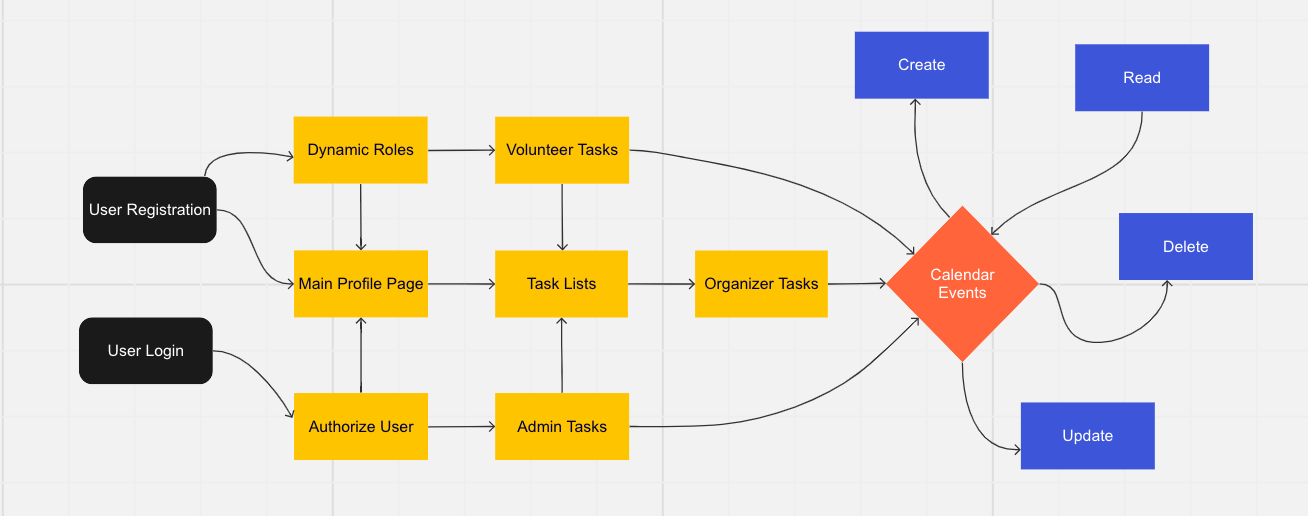 Create
Read
Dynamic Roles
Volunteer Tasks
User Registration
Delete
Main Profile Page
Task Lists
Organizer Tasks
Calendar
Events
User Login
Authorize User
Admin Tasks
Update